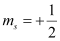 m_s = +1/2